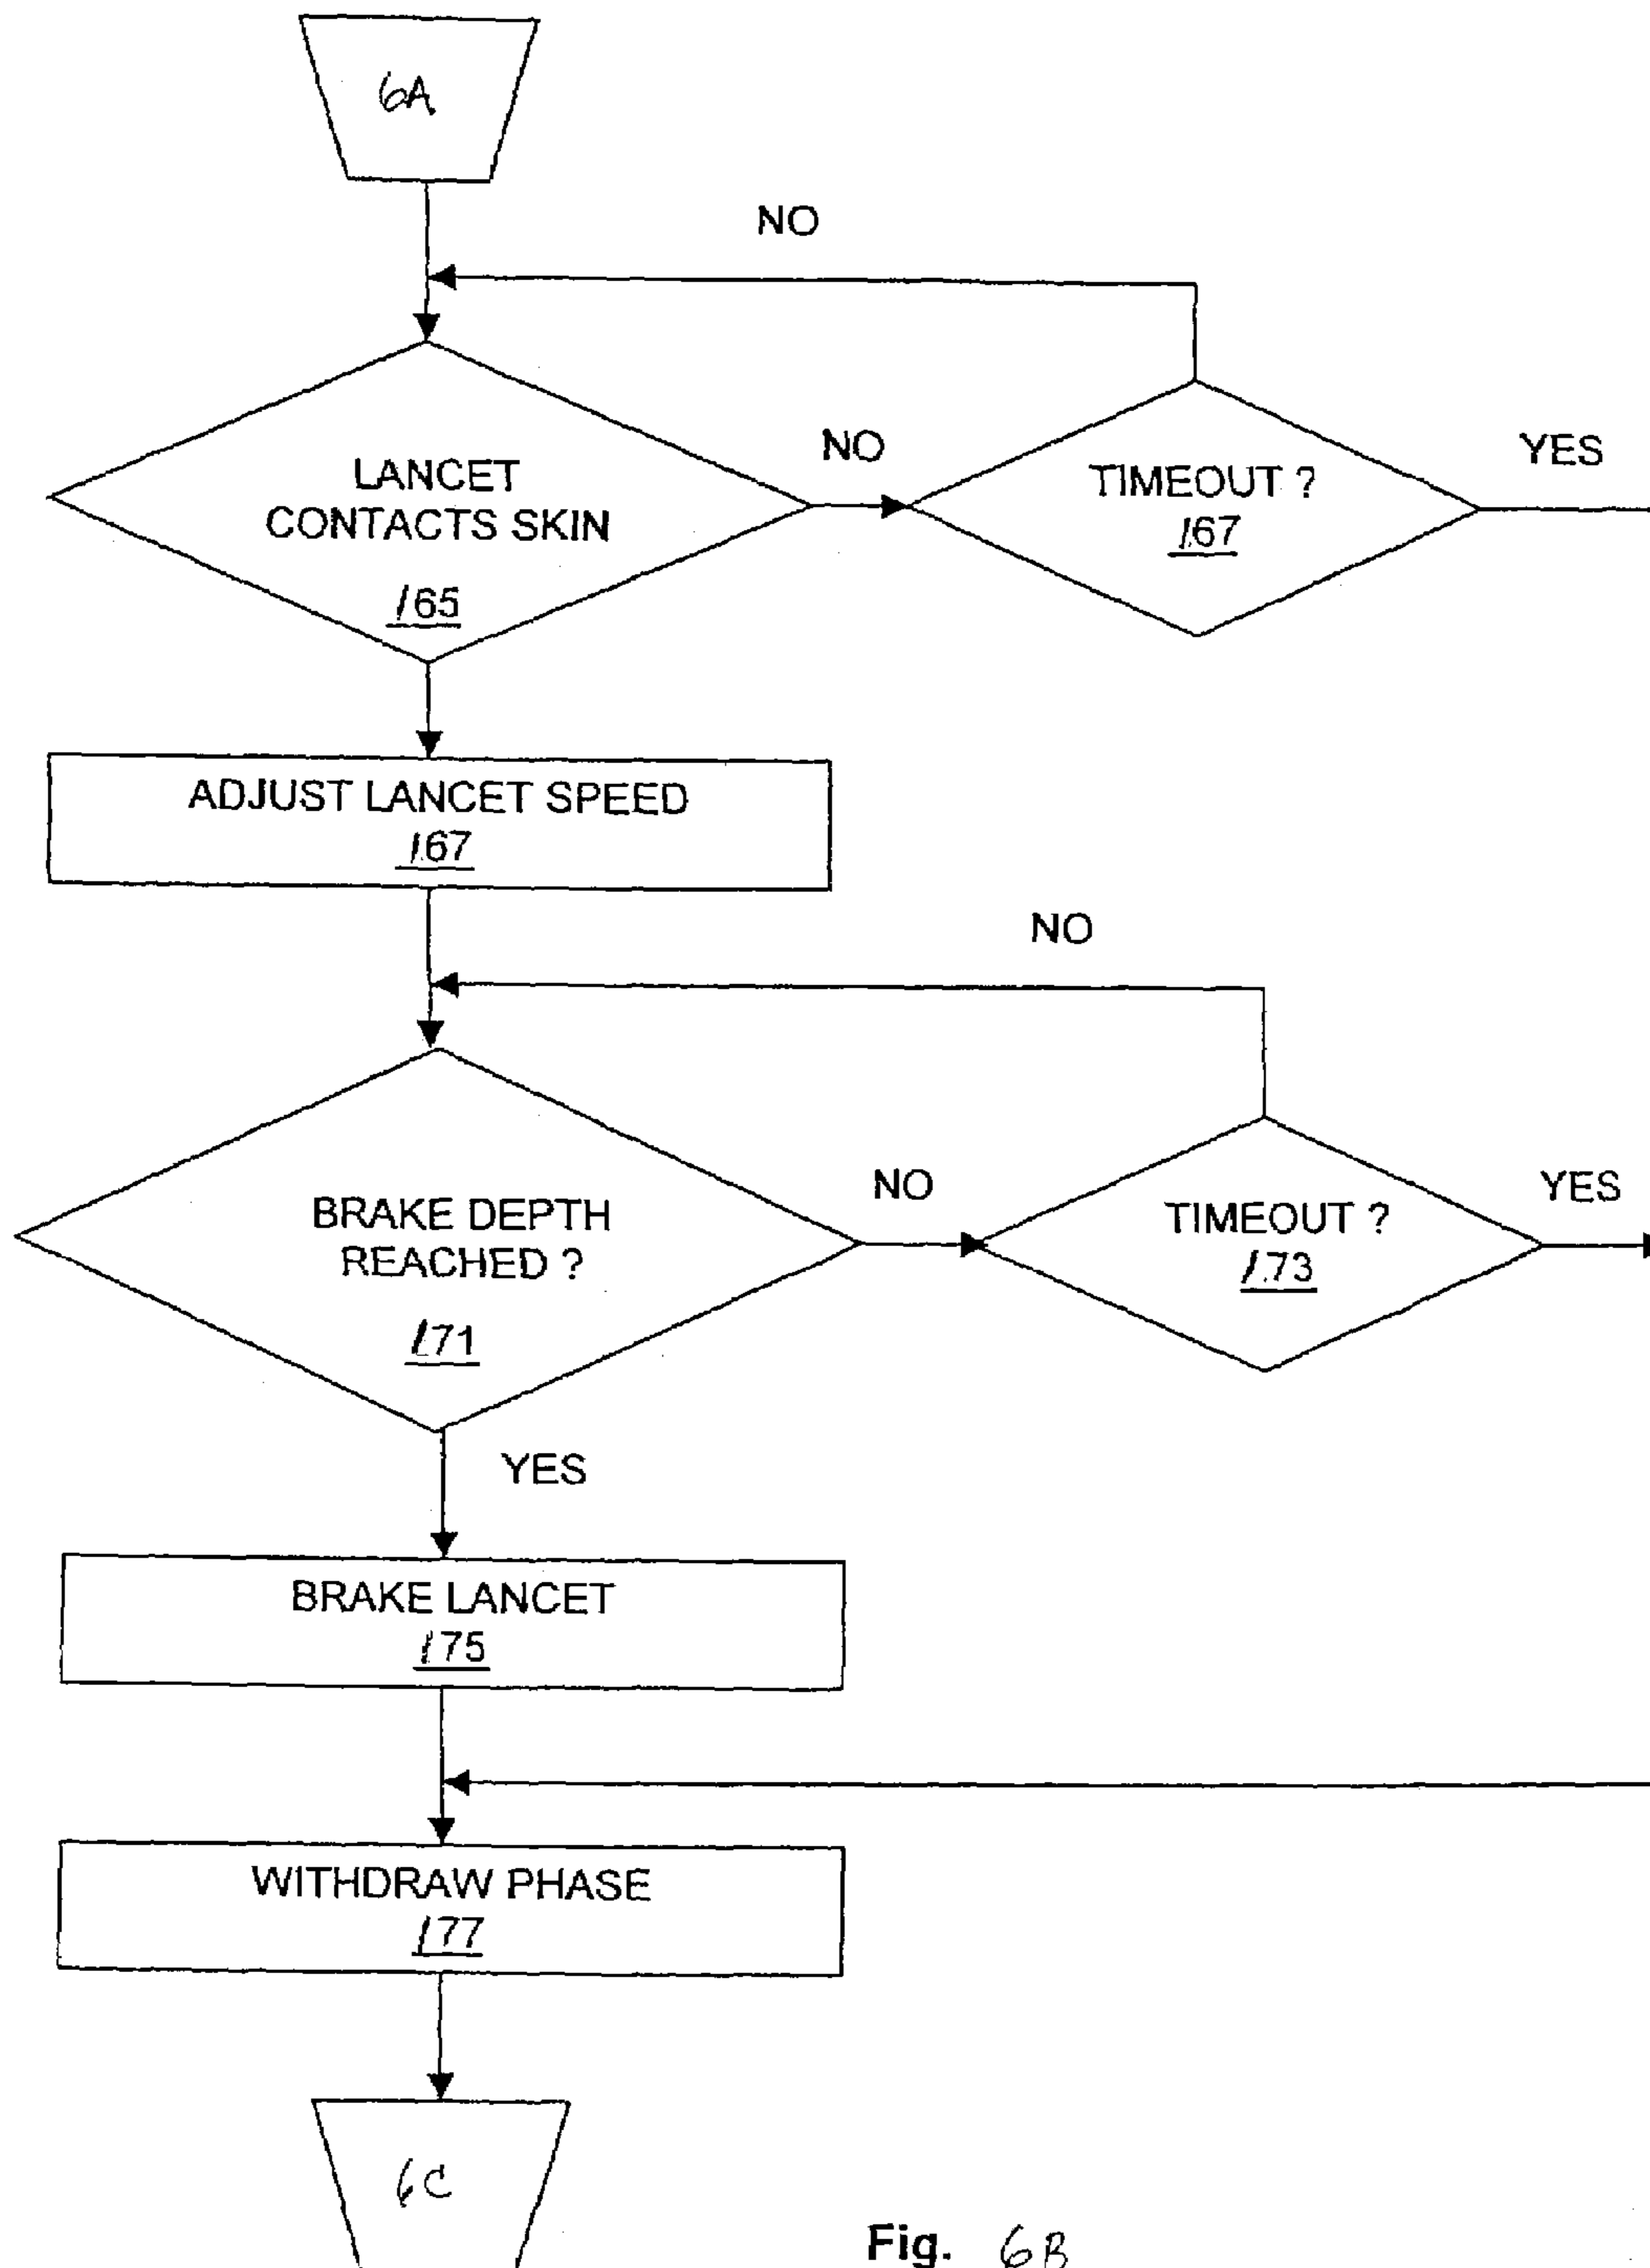 6A
NO
LANCET
CONTACTS SKIN
165
NO
TIMEOUT ?
167
YES
ADJUST LANCET SPEED
167
NO
BRAKE DEPTH
REACHED ?
171
NO
TIMEOUT ?
173
YES
YES
BRAKE LANCET
175
WITHDRAW PHASE
177
6C
Fig. 6B